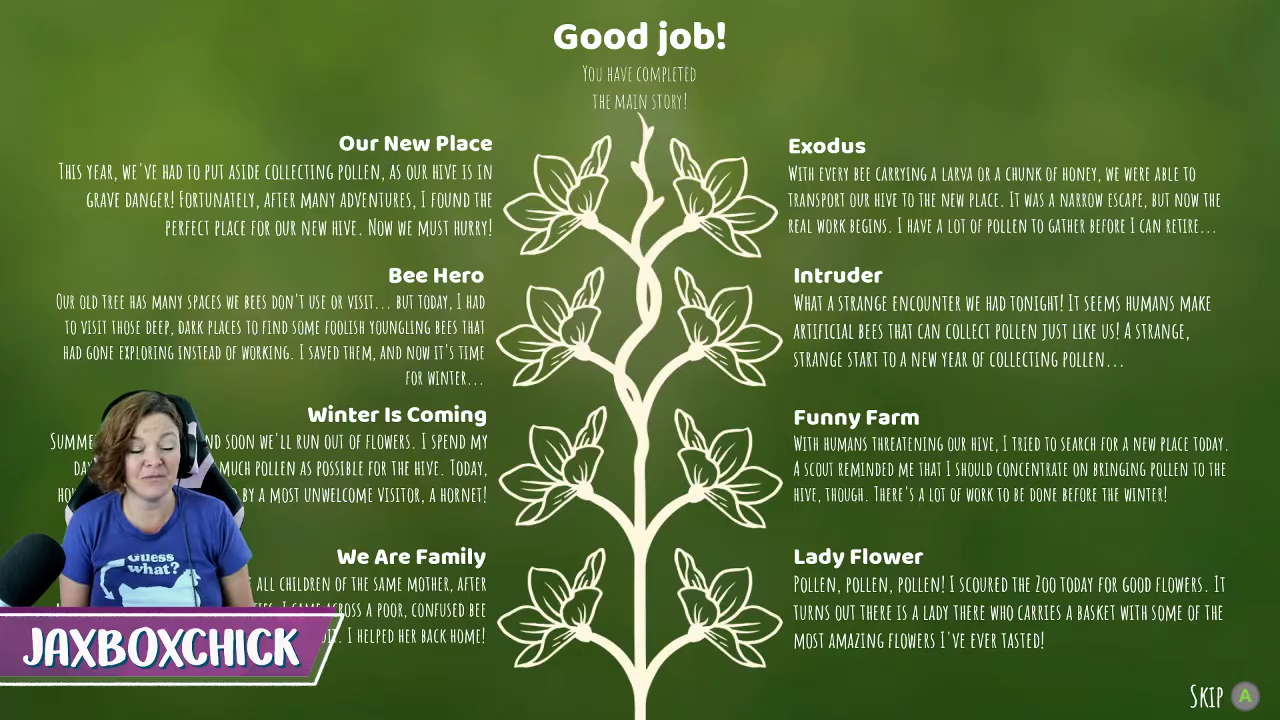 Good job!
You have completed
the main story!
Our New Place
This year, we've had to put aside collecting pollen, as our hive is in
grave danger! Fortunately, after many adventures, I found the
perfect place for our new hive. Now we must hurry!
Exodus
With every bee carrying a larva or a chunk of honey, we were able to
transport our hive to the new place. It was a narrow escape, but now the
real work begins. I have a lot of pollen to gather before I can retire...
Bee Hero
Our old tree has many spaces we bees don't use or visit... but today, I had
to visit those deep, dark places to find some foolish youngling bees that
had gone exploring instead of working. I saved them, and now it's time
for winter...
Intruder
What a strange encounter we had tonight! It seems humans make
artificial bees that can collect pollen just like us! A strange,
strange start to a new year of collecting pollen...
Winter Is Coming
and soon we'll run out of flowers. I spend my
much pollen as possible for the hive. Today,
by a most unwelcome visitor, a hornet!
Funny Farm
With humans threatening our hive, I tried to search for a new place today.
A scout reminded me that I should concentrate on bringing pollen to the
hive, though. There's a lot of work to be done before the winter!
We Are Family
all children of the same mother, after
I came across a poor, confused bee
I helped her back home!
Lady Flower
Pollen, pollen, pollen! I scoured the Zoo today for good flowers. It
turns out there is a lady there who carries a basket with some of the
most amazing flowers I've ever tasted!
Guess
what?
JAXBOXCHICK
Skip A